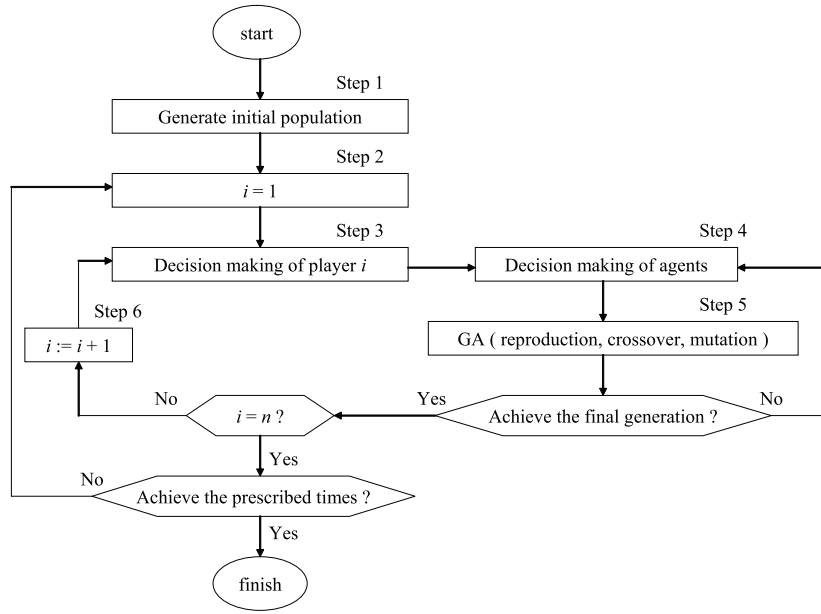 start
Step 1
Generate initial population
Step 2
i = 1
Step 3
Decision making of player i
Step 4
Decision making of agents
Step 5
GA ( reproduction, crossover, mutation )
Step 6
i := i + 1
No
i = n ?
Yes
Achieve the final generation ?
No
Yes
No
Achieve the prescribed times ?
Yes
finish